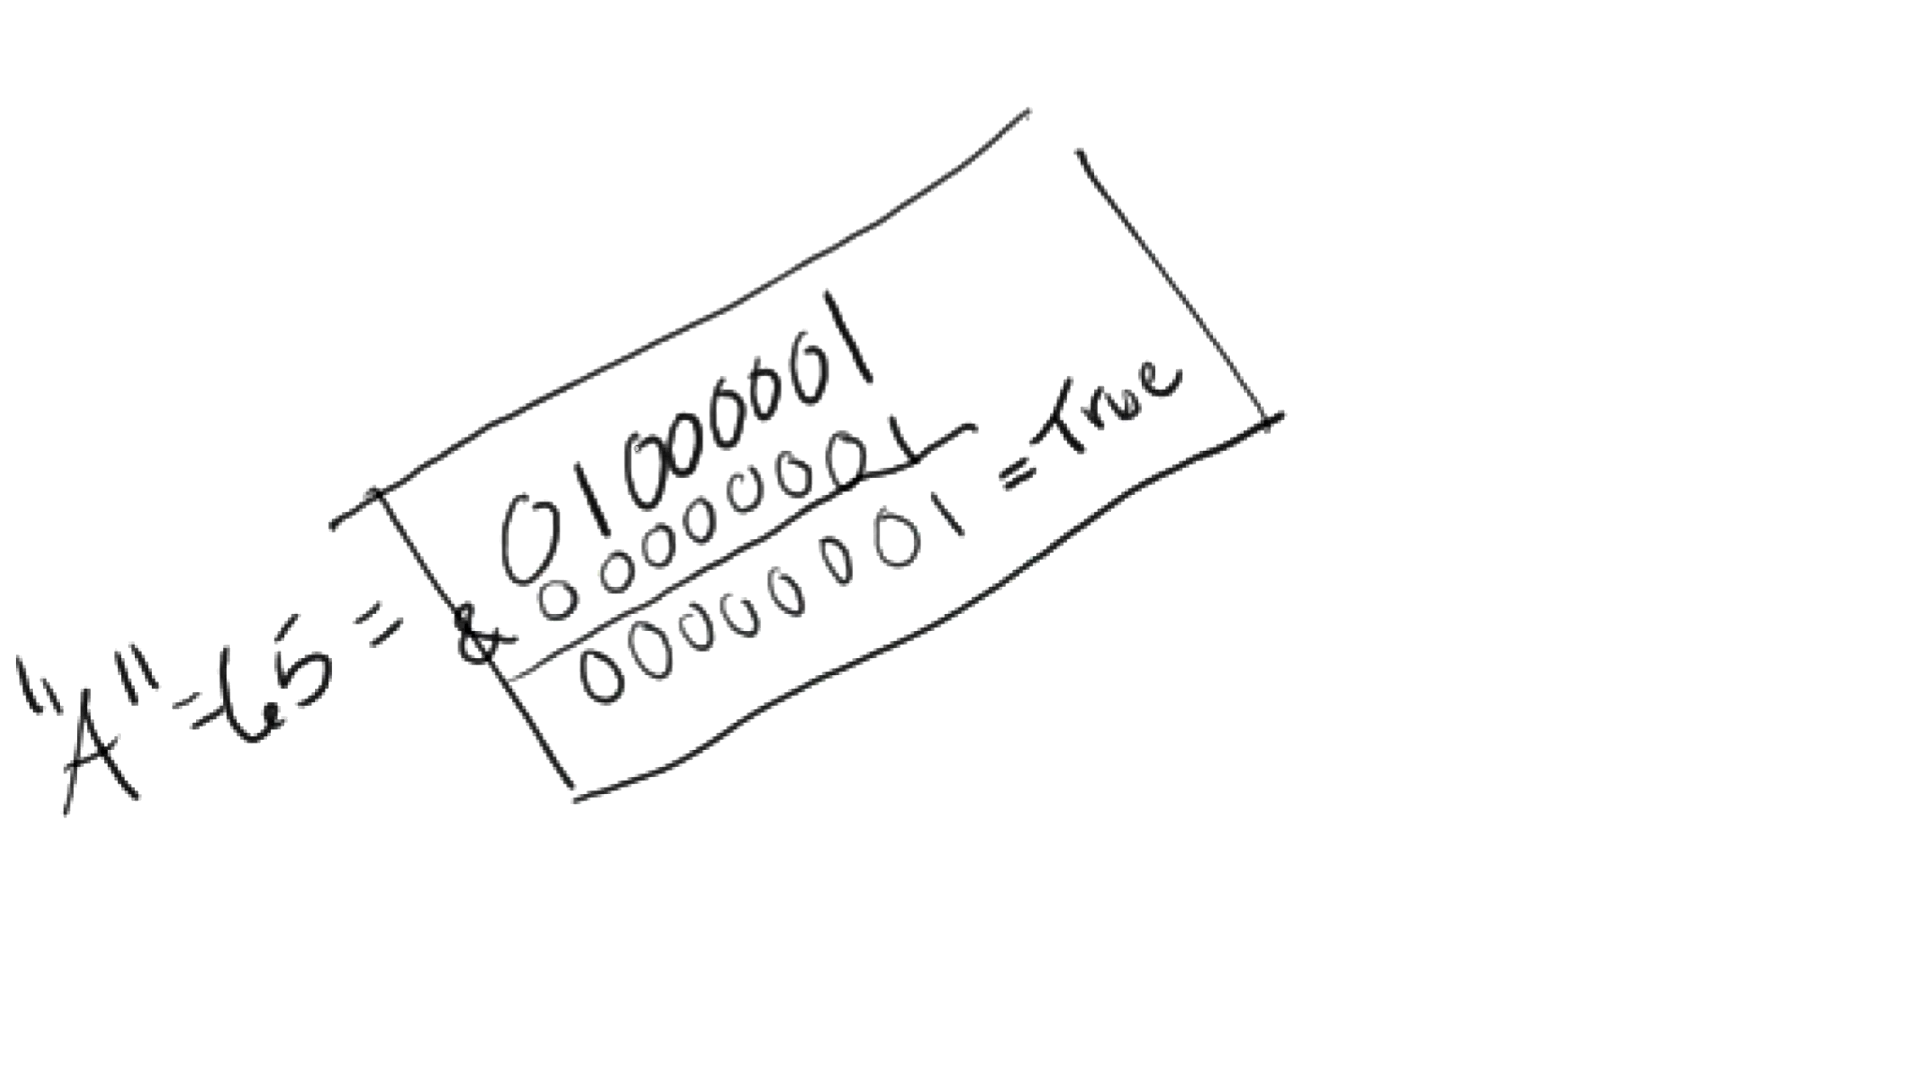 "A" = 65 =
01000001
& 00000001
00000001 = True